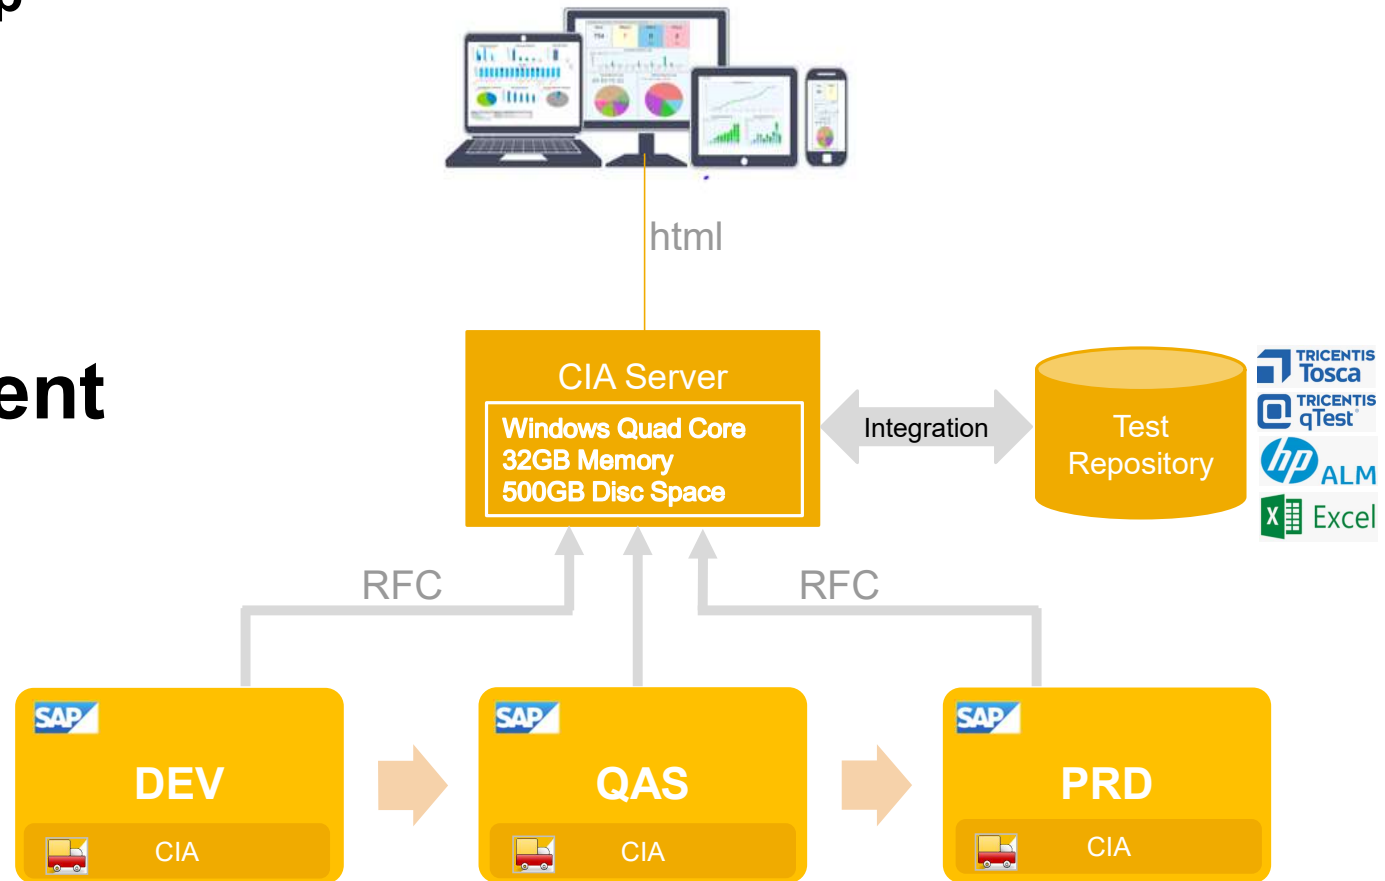 p
html
ent
CIA Server
Windows Quad Core
32GB Memory
500GB Disc Space
Integration
Test
Repository
TRICENTIS
Tosca
TRICENTIS
qTest
hp ALM
Excel
RFC
RFC
SAP
SAP
SAP
DEV
QAS
PRD
CIA
CIA
CIA